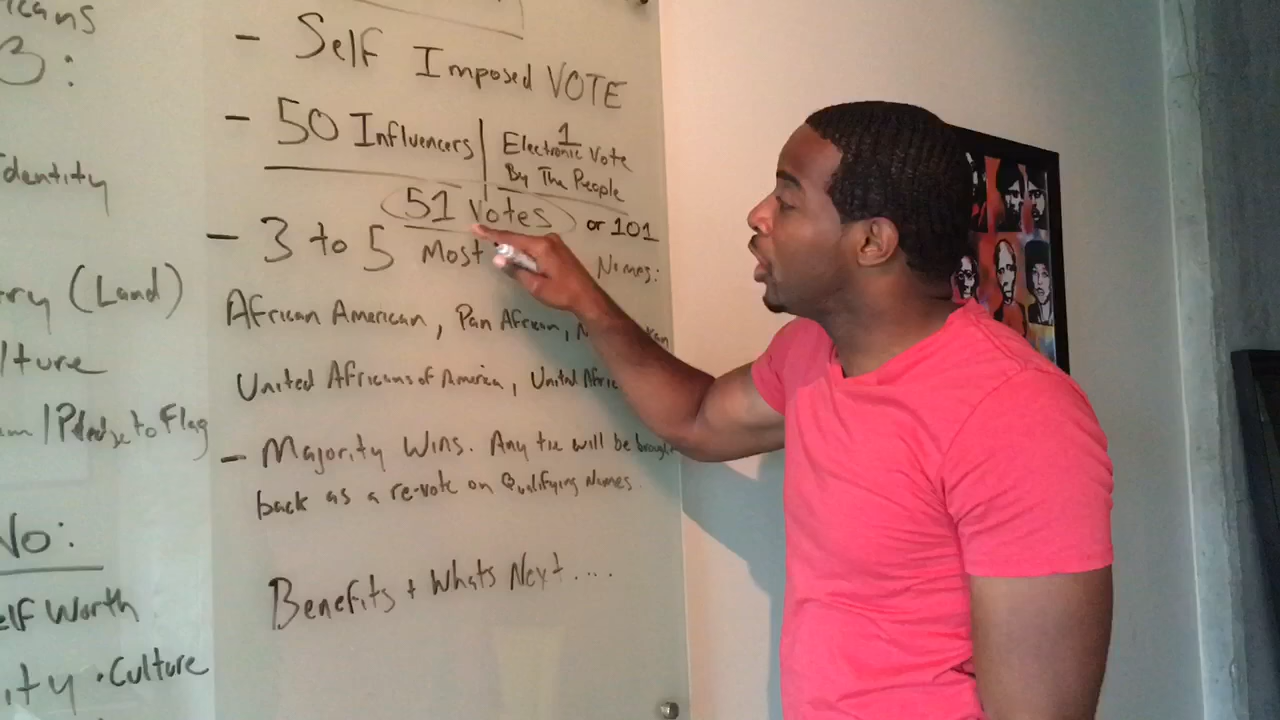 icans
3:
dentity
ry (Land)
lture
m / Pledge to Flag
No:
elf Worth
ity • Culture
- Self Imposed VOTE
- 50 Influencers | 1 Electronic Vote
By The People
51 Votes or 101
- 3 to 5 Most Names:
African American, Pan African,
United Africans of America, United Afric
- Majority Wins. Any tie will be brough
back as a re-vote on Qualifying Names.
Benefits + Whats Next....